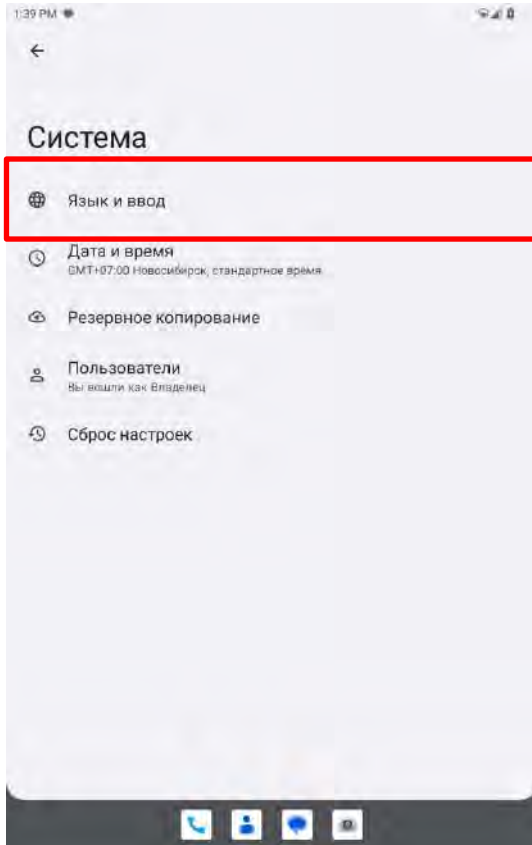 1:39 PM
Система
Язык и ввод
Дата и время
GMT+07:00 Новосибирск, стандартное время
Резервное копирование
Пользователи
Вы вошли как Владелец
Сброс настроек